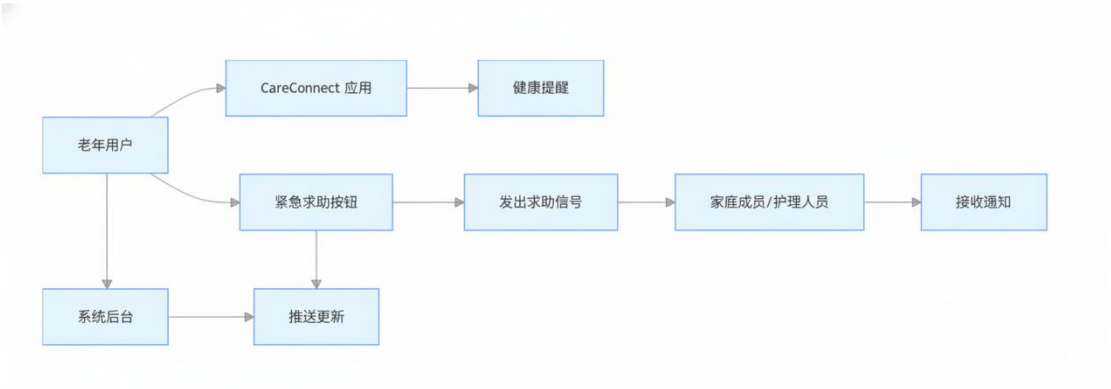 CareConnect 应用
健康提醒
老年用户
紧急求助按钮
发出求助信号
家庭成员/护理人员
接收通知
系统后台
推送更新